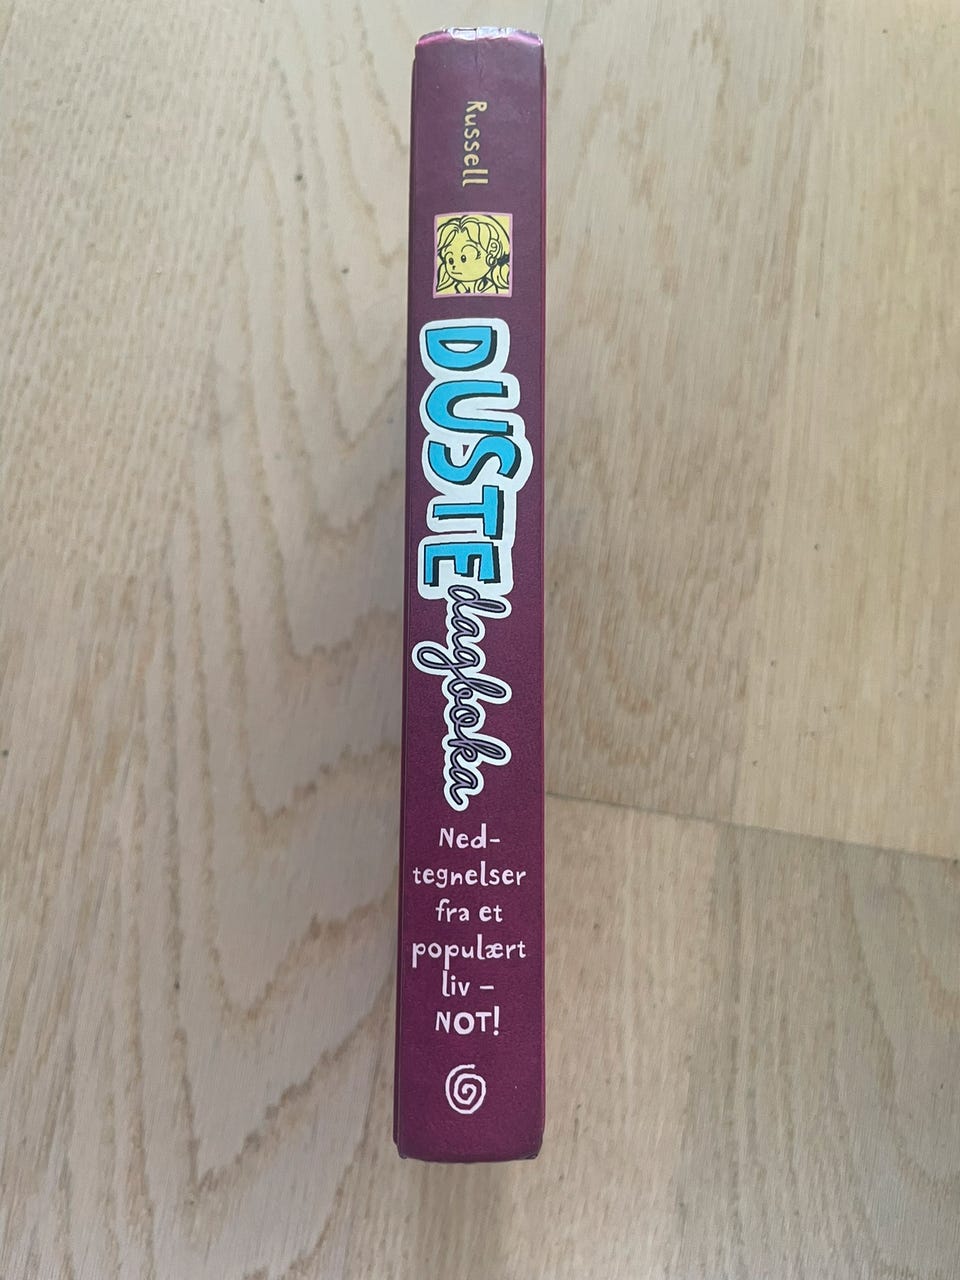 Russell
DUSTE
dagboka
Ned-
tegnelser
fra et
populært
liv –
NOT!